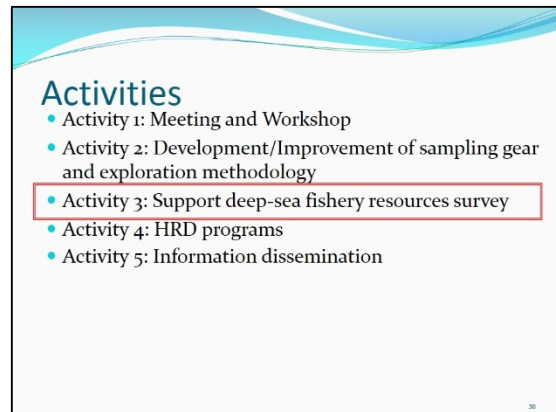 Activities
• Activity 1: Meeting and Workshop
• Activity 2: Development/Improvement of sampling gear
and exploration methodology
• Activity 3: Support deep-sea fishery resources survey
• Activity 4: HRD programs
• Activity 5: Information dissemination
30